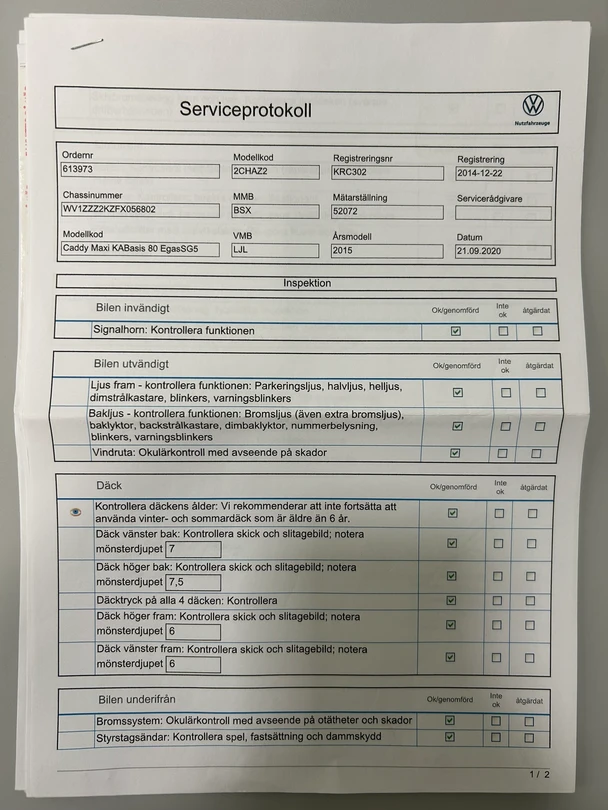 Serviceprotokoll
Nutzfahrzeuge
Ordernr
613973
Modellkod
2CHAZ2
Registreringsnr
KRC302
Registrering
2014-12-22
Chassinummer
WV1ZZZ2KZFX056802
MMB
BSX
Mätarställning
52072
Servicerådgivare
Modellkod
Caddy Maxi KABasis 80 EgasSG5
VMB
LJL
Årsmodell
2015
Datum
21.09.2020
Inspektion
Bilen invändigt Ok/genomförd Inte ok åtgärdat
Signalhorn: Kontrollera funktionen
Bilen utvändigt Ok/genomförd Inte ok åtgärdat
Ljus fram - kontrollera funktionen: Parkeringsljus, halvljus, helljus,
dimstrålkastare, blinkers, varningsblinkers
Bakljus - kontrollera funktionen: Bromsljus (även extra bromsljus),
baklyktor, backstrålkastare, dimbaklyktor, nummerbelysning,
blinkers, varningsblinkers
Vindruta: Okulärkontroll med avseende på skador
Däck Ok/genomförd Inte ok åtgärdat
Kontrollera däckens ålder: Vi rekommenderar att inte fortsätta att
använda vinter- och sommardäck som är äldre än 6 år.
Däck vänster bak: Kontrollera skick och slitagebild; notera
mönsterdjupet 7
Däck höger bak: Kontrollera skick och slitagebild; notera
mönsterdjupet 7,5
Däcktryck på alla 4 däcken: Kontrollera
Däck höger fram: Kontrollera skick och slitagebild; notera
mönsterdjupet 6
Däck vänster fram: Kontrollera skick och slitagebild; notera
mönsterdjupet 6
Bilen underifrån Ok/genomförd Inte ok åtgärdat
Bromssystem: Okulärkontroll med avseende på otätheter och skador
Styrstagsändar: Kontrollera spel, fastsättning och dammskydd
1 / 2